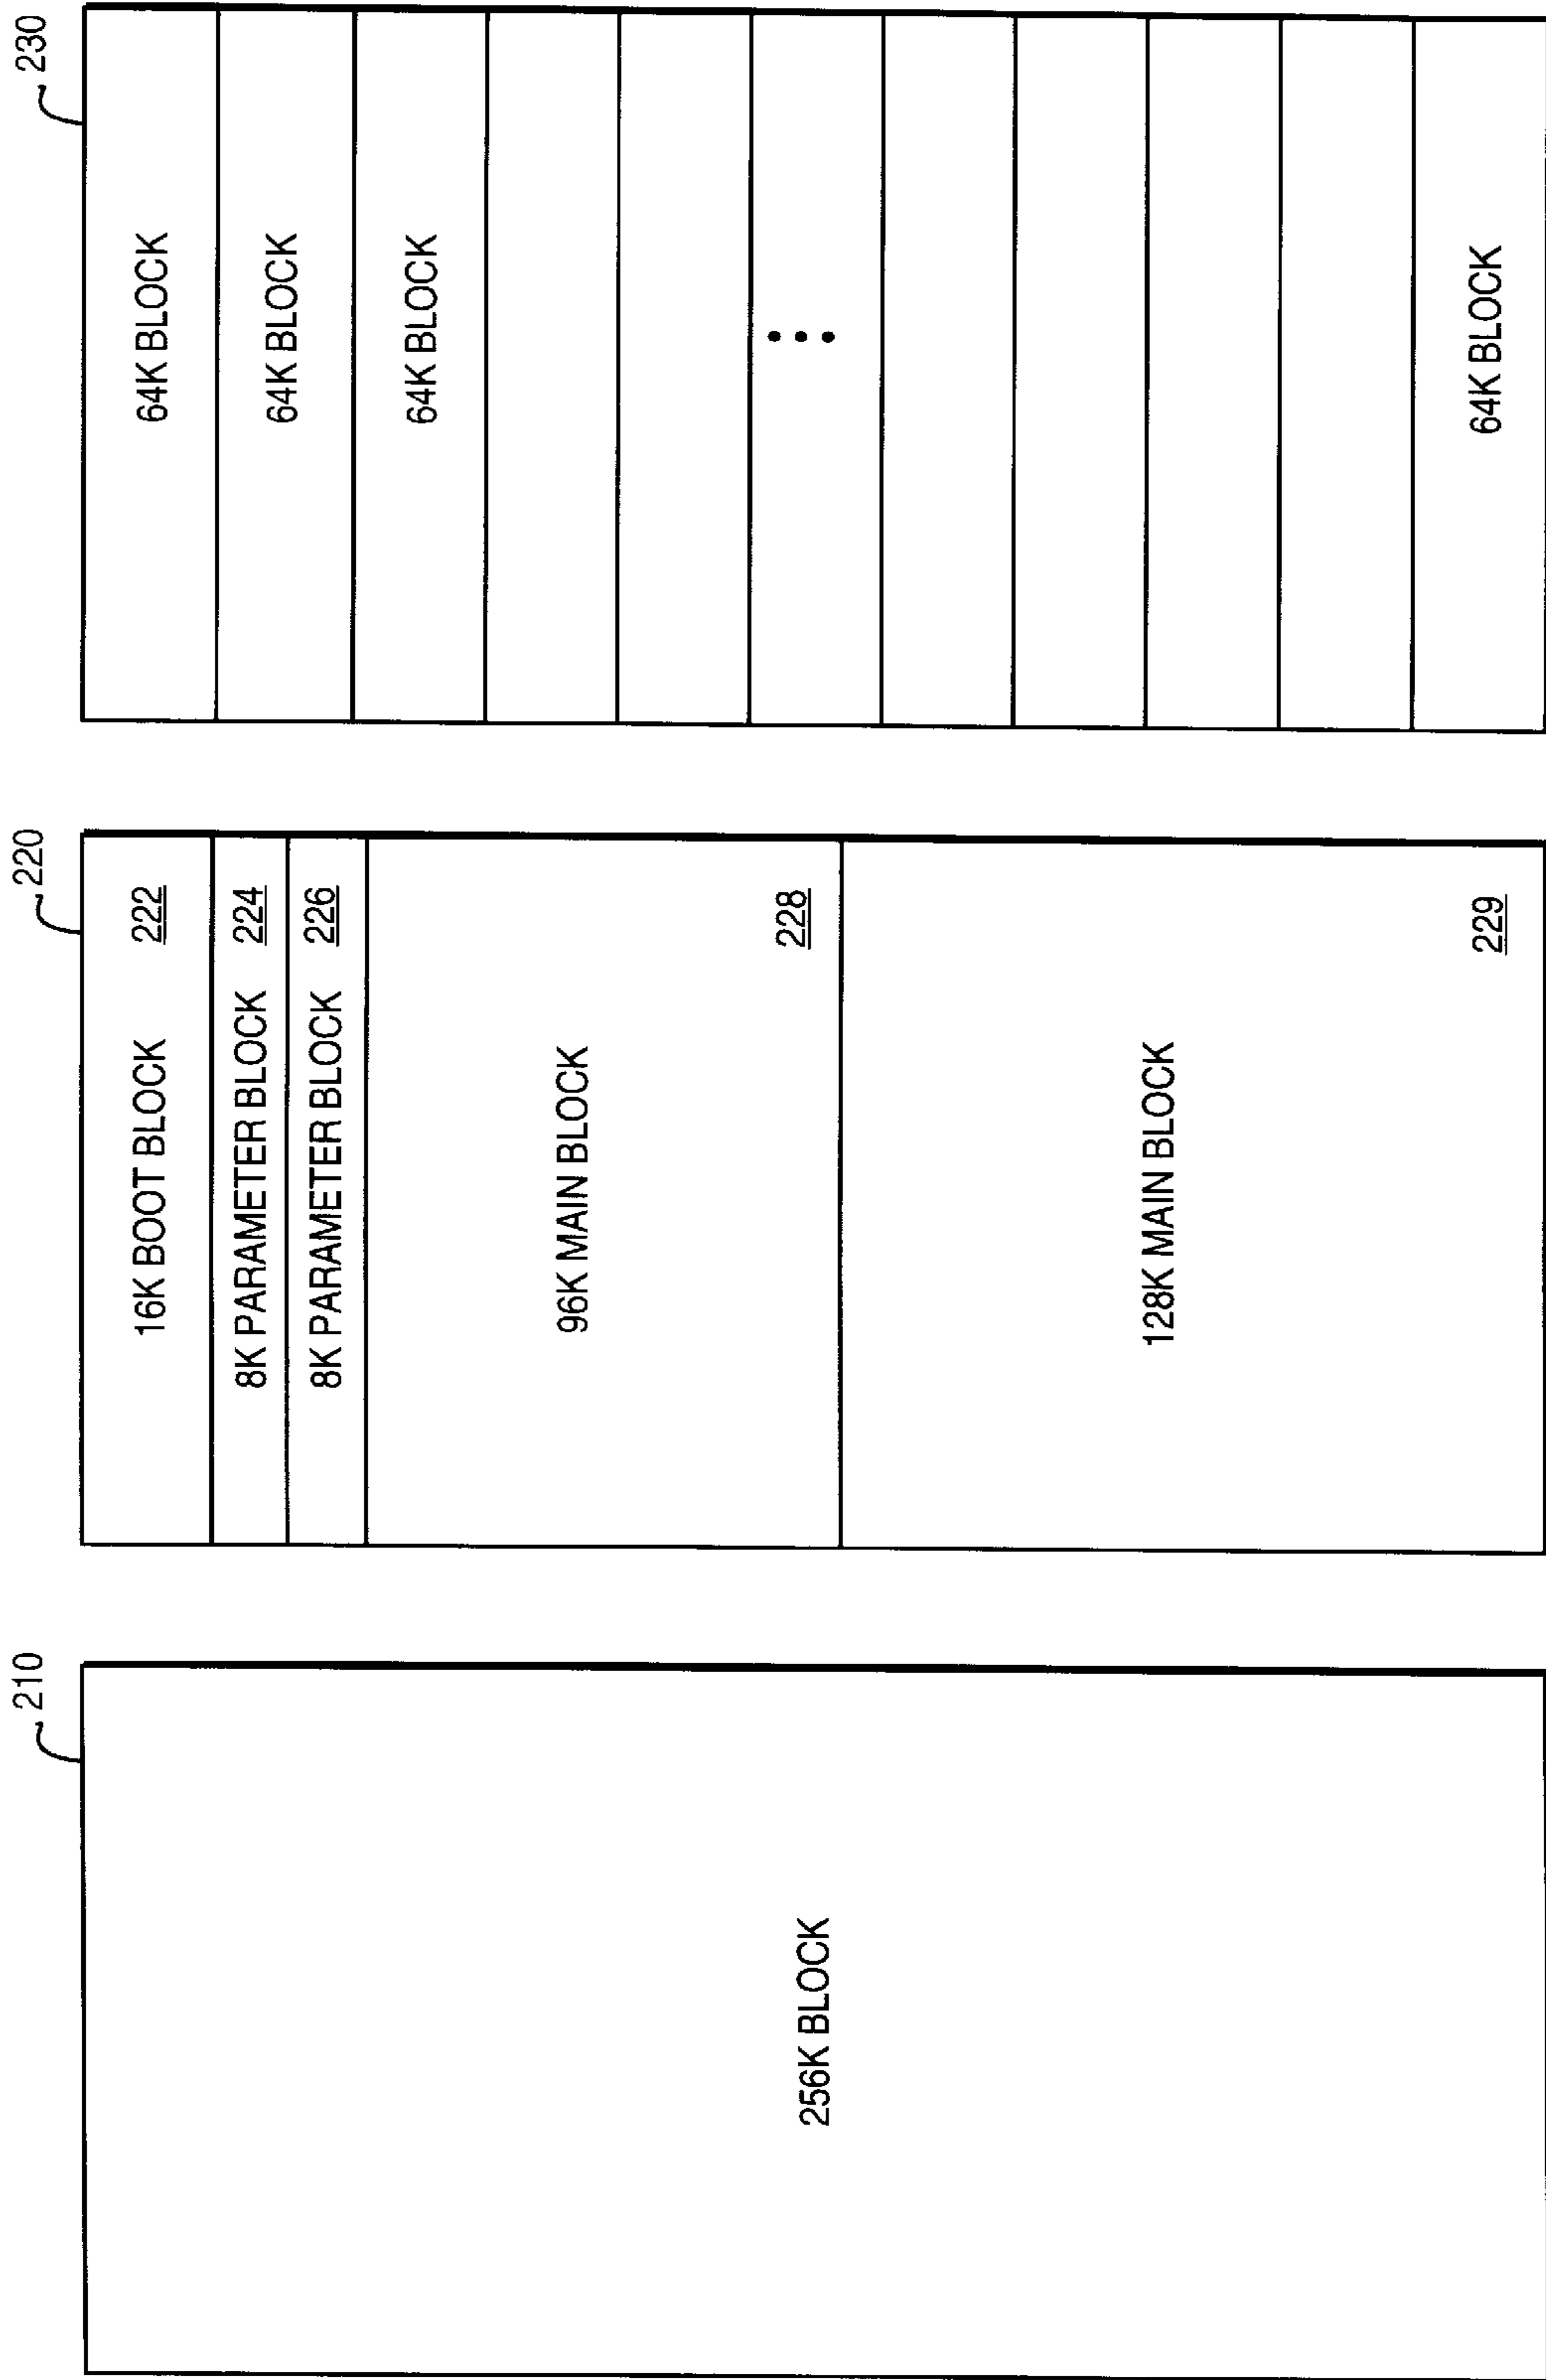 210
256K BLOCK
220
16K BOOT BLOCK 222
8K PARAMETER BLOCK 224
8K PARAMETER BLOCK 226
96K MAIN BLOCK
228
128K MAIN BLOCK
229
230
64K BLOCK
64K BLOCK
64K BLOCK
• • •
64K BLOCK